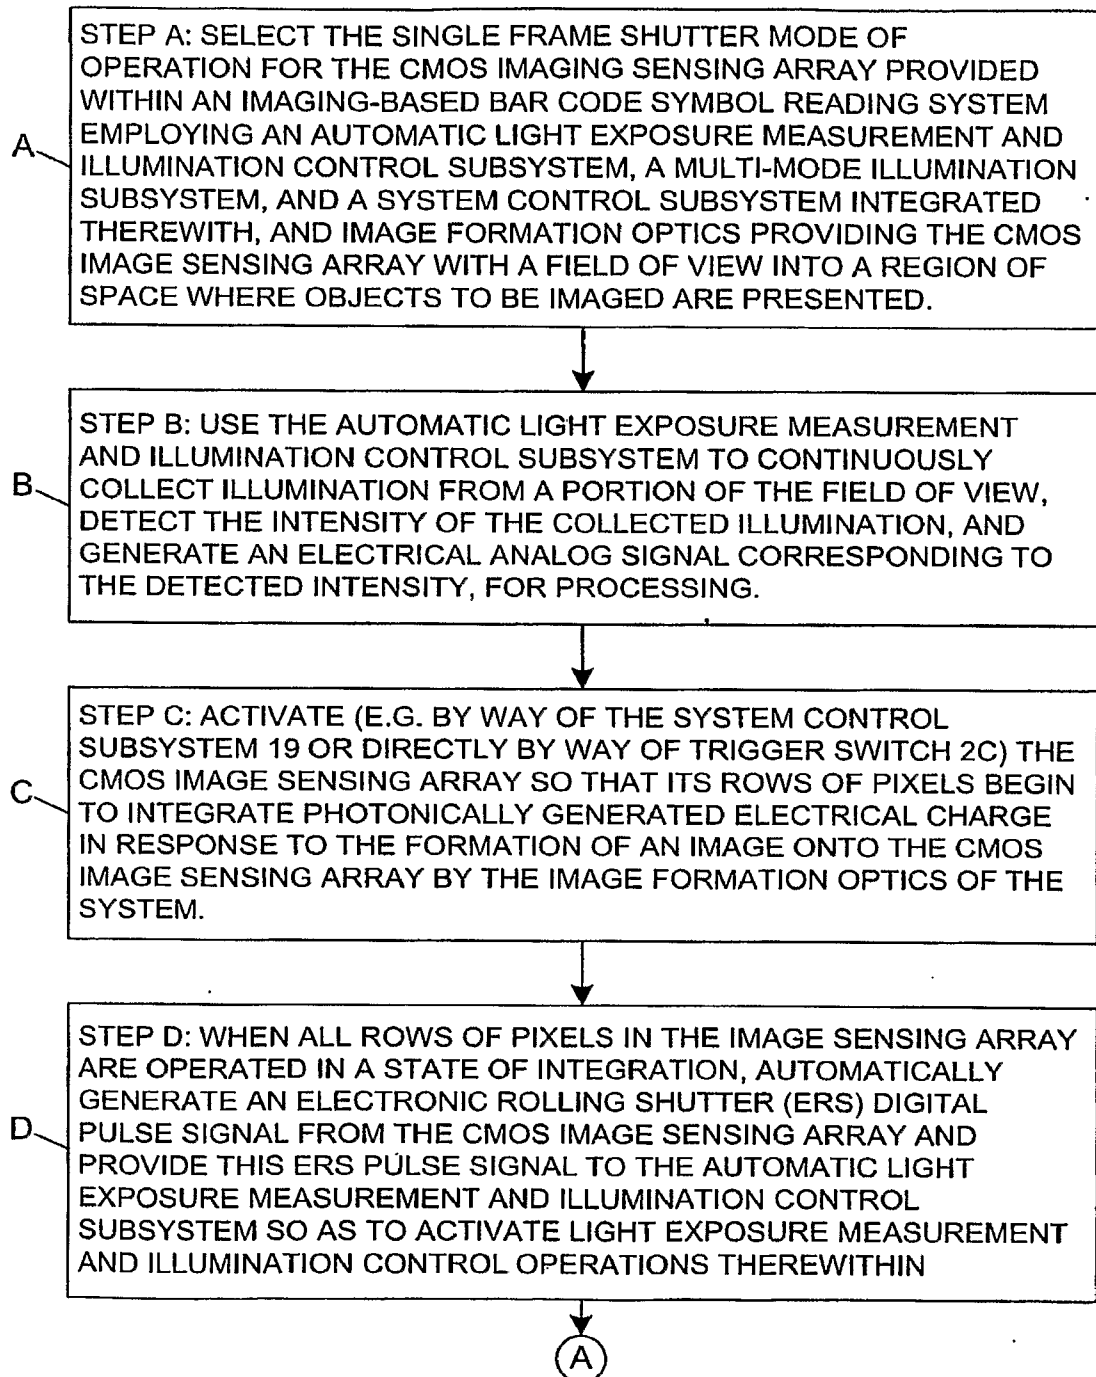 STEP A: SELECT THE SINGLE FRAME SHUTTER MODE OF
OPERATION FOR THE CMOS IMAGING SENSING ARRAY PROVIDED
WITHIN AN IMAGING-BASED BAR CODE SYMBOL READING SYSTEM
EMPLOYING AN AUTOMATIC LIGHT EXPOSURE MEASUREMENT AND
ILLUMINATION CONTROL SUBSYSTEM, A MULTI-MODE ILLUMINATION
SUBSYSTEM, AND A SYSTEM CONTROL SUBSYSTEM INTEGRATED
THEREWITH, AND IMAGE FORMATION OPTICS PROVIDING THE CMOS
IMAGE SENSING ARRAY WITH A FIELD OF VIEW INTO A REGION OF
SPACE WHERE OBJECTS TO BE IMAGED ARE PRESENTED.
A
STEP B: USE THE AUTOMATIC LIGHT EXPOSURE MEASUREMENT
AND ILLUMINATION CONTROL SUBSYSTEM TO CONTINUOUSLY
COLLECT ILLUMINATION FROM A PORTION OF THE FIELD OF VIEW,
DETECT THE INTENSITY OF THE COLLECTED ILLUMINATION, AND
GENERATE AN ELECTRICAL ANALOG SIGNAL CORRESPONDING TO
THE DETECTED INTENSITY, FOR PROCESSING.
B
STEP C: ACTIVATE (E.G. BY WAY OF THE SYSTEM CONTROL
SUBSYSTEM 19 OR DIRECTLY BY WAY OF TRIGGER SWITCH 2C) THE
CMOS IMAGE SENSING ARRAY SO THAT ITS ROWS OF PIXELS BEGIN
TO INTEGRATE PHOTONICALLY GENERATED ELECTRICAL CHARGE
IN RESPONSE TO THE FORMATION OF AN IMAGE ONTO THE CMOS
IMAGE SENSING ARRAY BY THE IMAGE FORMATION OPTICS OF THE
SYSTEM.
C
STEP D: WHEN ALL ROWS OF PIXELS IN THE IMAGE SENSING ARRAY
ARE OPERATED IN A STATE OF INTEGRATION, AUTOMATICALLY
GENERATE AN ELECTRONIC ROLLING SHUTTER (ERS) DIGITAL
PULSE SIGNAL FROM THE CMOS IMAGE SENSING ARRAY AND
PROVIDE THIS ERS PULSE SIGNAL TO THE AUTOMATIC LIGHT
EXPOSURE MEASUREMENT AND ILLUMINATION CONTROL
SUBSYSTEM SO AS TO ACTIVATE LIGHT EXPOSURE MEASUREMENT
AND ILLUMINATION CONTROL OPERATIONS THEREWITHIN
D
A